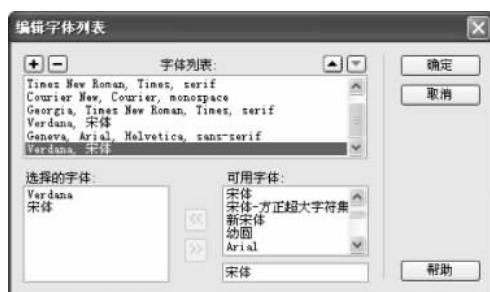 编辑字体列表
字体列表:
Times New Roman, Times, serif
Courier New, Courier, monospace
Georgia, Times New Roman, Times, serif
Verdana, 宋体
Geneva, Arial, Helvetica, sans-serif
Verdana, 宋体
确定
取消
选择的字体:
Verdana
宋体
可用字体:
宋体
宋体-方正超大字符集
新宋体
幼圆
Arial
宋体
帮助